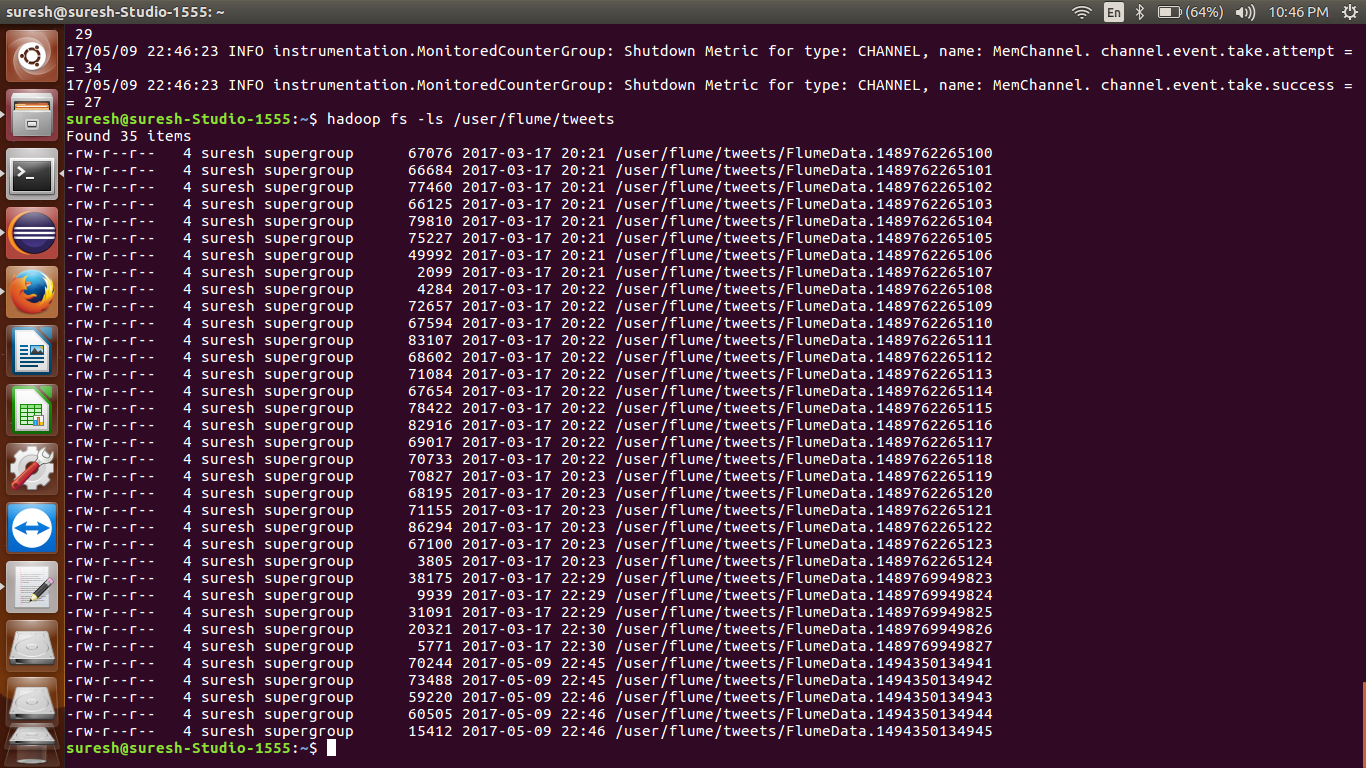 suresh@suresh-Studio-1555: ~
En
(64%)
10:46 PM
 29
17/05/09 22:46:23 INFO instrumentation.MonitoredCounterGroup: Shutdown Metric for type: CHANNEL, name: MemChannel. channel.event.take.attempt =
= 34
17/05/09 22:46:23 INFO instrumentation.MonitoredCounterGroup: Shutdown Metric for type: CHANNEL, name: MemChannel. channel.event.take.success =
= 27
suresh@suresh-Studio-1555:~$ hadoop fs -ls /user/flume/tweets
Found 35 items
-rw-r--r--   4 suresh supergroup      67076 2017-03-17 20:21 /user/flume/tweets/FlumeData.1489762265100
-rw-r--r--   4 suresh supergroup      66684 2017-03-17 20:21 /user/flume/tweets/FlumeData.1489762265101
-rw-r--r--   4 suresh supergroup      77460 2017-03-17 20:21 /user/flume/tweets/FlumeData.1489762265102
-rw-r--r--   4 suresh supergroup      66125 2017-03-17 20:21 /user/flume/tweets/FlumeData.1489762265103
-rw-r--r--   4 suresh supergroup      79810 2017-03-17 20:21 /user/flume/tweets/FlumeData.1489762265104
-rw-r--r--   4 suresh supergroup      75227 2017-03-17 20:21 /user/flume/tweets/FlumeData.1489762265105
-rw-r--r--   4 suresh supergroup      49992 2017-03-17 20:21 /user/flume/tweets/FlumeData.1489762265106
-rw-r--r--   4 suresh supergroup       2099 2017-03-17 20:21 /user/flume/tweets/FlumeData.1489762265107
-rw-r--r--   4 suresh supergroup       4284 2017-03-17 20:22 /user/flume/tweets/FlumeData.1489762265108
-rw-r--r--   4 suresh supergroup      72657 2017-03-17 20:22 /user/flume/tweets/FlumeData.1489762265109
-rw-r--r--   4 suresh supergroup      67594 2017-03-17 20:22 /user/flume/tweets/FlumeData.1489762265110
-rw-r--r--   4 suresh supergroup      83107 2017-03-17 20:22 /user/flume/tweets/FlumeData.1489762265111
-rw-r--r--   4 suresh supergroup      68602 2017-03-17 20:22 /user/flume/tweets/FlumeData.1489762265112
-rw-r--r--   4 suresh supergroup      71084 2017-03-17 20:22 /user/flume/tweets/FlumeData.1489762265113
-rw-r--r--   4 suresh supergroup      67654 2017-03-17 20:22 /user/flume/tweets/FlumeData.1489762265114
-rw-r--r--   4 suresh supergroup      78422 2017-03-17 20:22 /user/flume/tweets/FlumeData.1489762265115
-rw-r--r--   4 suresh supergroup      82916 2017-03-17 20:22 /user/flume/tweets/FlumeData.1489762265116
-rw-r--r--   4 suresh supergroup      69017 2017-03-17 20:22 /user/flume/tweets/FlumeData.1489762265117
-rw-r--r--   4 suresh supergroup      70733 2017-03-17 20:22 /user/flume/tweets/FlumeData.1489762265118
-rw-r--r--   4 suresh supergroup      70827 2017-03-17 20:23 /user/flume/tweets/FlumeData.1489762265119
-rw-r--r--   4 suresh supergroup      68195 2017-03-17 20:23 /user/flume/tweets/FlumeData.1489762265120
-rw-r--r--   4 suresh supergroup      71155 2017-03-17 20:23 /user/flume/tweets/FlumeData.1489762265121
-rw-r--r--   4 suresh supergroup      86294 2017-03-17 20:23 /user/flume/tweets/FlumeData.1489762265122
-rw-r--r--   4 suresh supergroup      67100 2017-03-17 20:23 /user/flume/tweets/FlumeData.1489762265123
-rw-r--r--   4 suresh supergroup       3805 2017-03-17 20:23 /user/flume/tweets/FlumeData.1489762265124
-rw-r--r--   4 suresh supergroup      38175 2017-03-17 22:29 /user/flume/tweets/FlumeData.1489769949823
-rw-r--r--   4 suresh supergroup       9939 2017-03-17 22:29 /user/flume/tweets/FlumeData.1489769949824
-rw-r--r--   4 suresh supergroup      31091 2017-03-17 22:29 /user/flume/tweets/FlumeData.1489769949825
-rw-r--r--   4 suresh supergroup      20321 2017-03-17 22:30 /user/flume/tweets/FlumeData.1489769949826
-rw-r--r--   4 suresh supergroup       5771 2017-03-17 22:30 /user/flume/tweets/FlumeData.1489769949827
-rw-r--r--   4 suresh supergroup      70244 2017-05-09 22:45 /user/flume/tweets/FlumeData.1494350134941
-rw-r--r--   4 suresh supergroup      73488 2017-05-09 22:45 /user/flume/tweets/FlumeData.1494350134942
-rw-r--r--   4 suresh supergroup      59220 2017-05-09 22:46 /user/flume/tweets/FlumeData.1494350134943
-rw-r--r--   4 suresh supergroup      60505 2017-05-09 22:46 /user/flume/tweets/FlumeData.1494350134944
-rw-r--r--   4 suresh supergroup      15412 2017-05-09 22:46 /user/flume/tweets/FlumeData.1494350134945
suresh@suresh-Studio-1555:~$